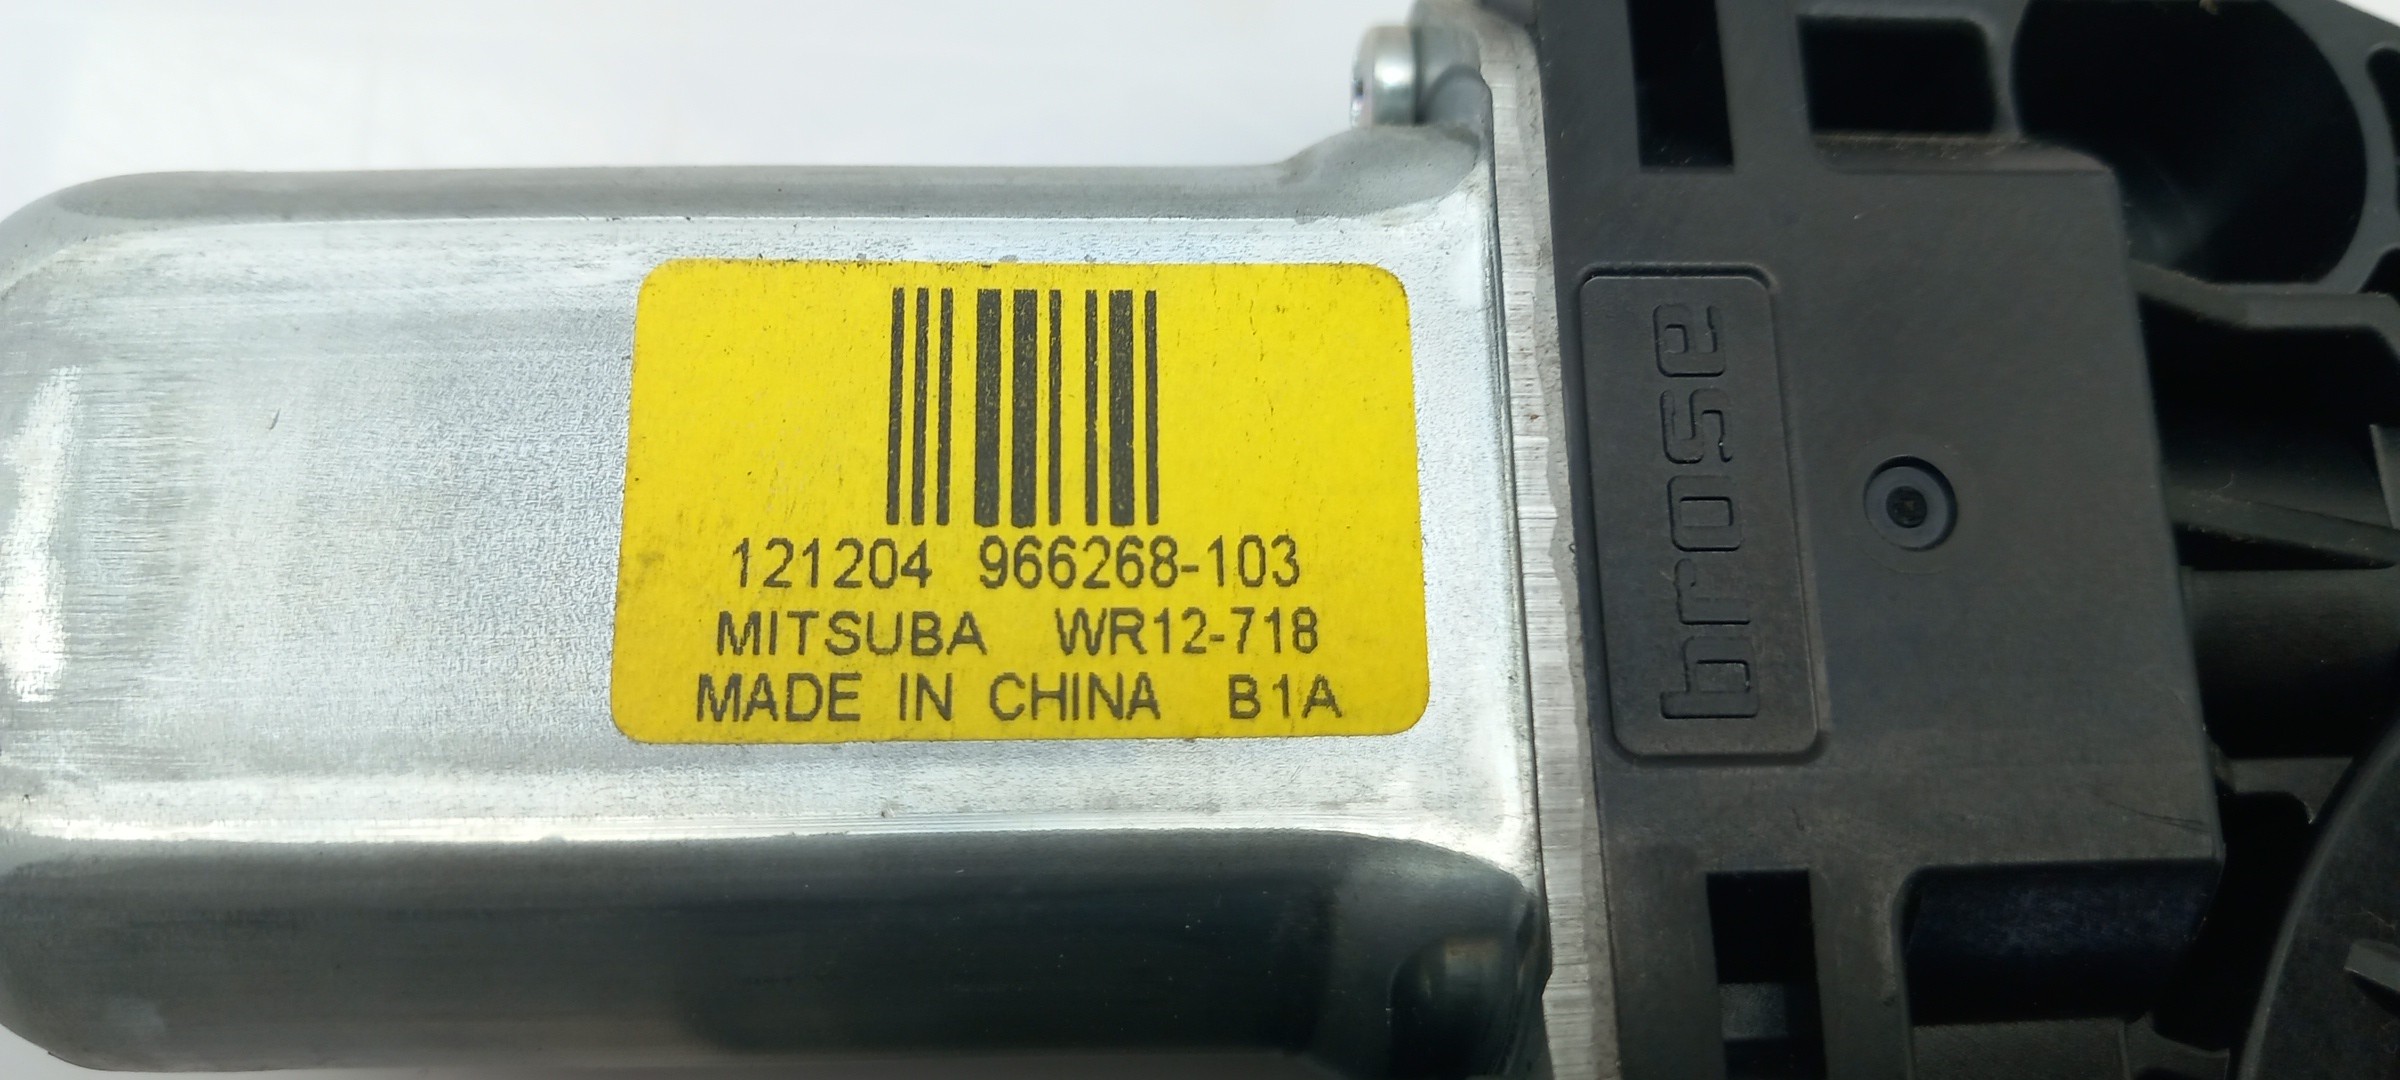 121204 966268-103
MITSUBA WR12-718
MADE IN CHINA B1A
brose